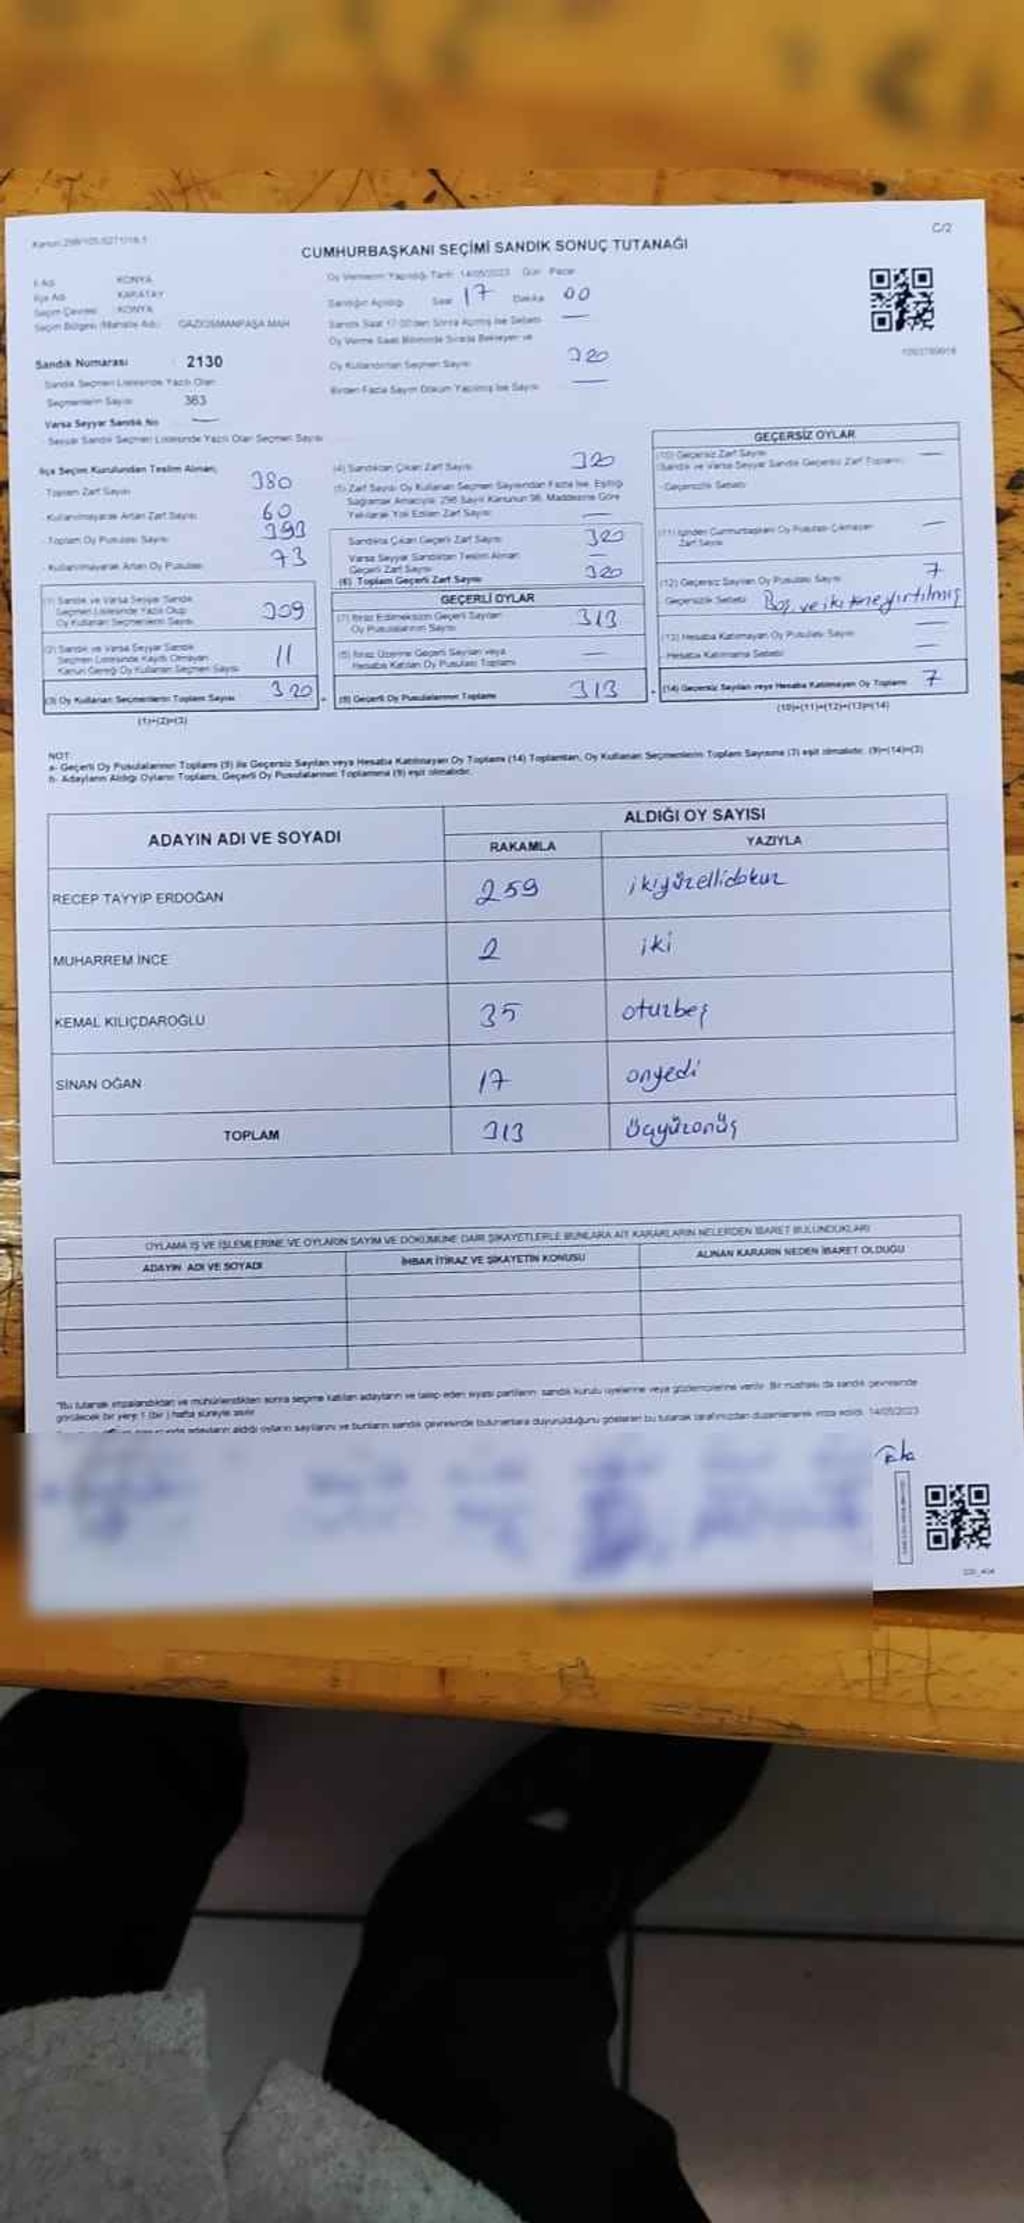 C/2
CUMHURBAŞKANI SEÇİMİ SANDIK SONUÇ TUTANAĞI
İl Adı KONYA
İlçe Adı KARATAY
Seçim Çevresi KONYA
Seçim Bölgesi (Mahalle Adı) GAZİOSMANPAŞA MAH
Sandık Numarası : 2130
Sandık Seçmen Listesinde Yazılı Olan
Seçmenlerin Sayısı 363
Varsa Seyyar Sandık No —
Seyyar Sandık Seçmen Listesinde Yazılı Olan Seçmen Sayısı
Oy Vermenin Yapıldığı Tarih 14/05/2023 Gün Pazar
Sandığın Açıldığı Saat 17 Dakika 00
Sandık Saat 17:00'den Sonra Açılmış İse Sebebi —
Oy Verme Saati Bitiminde Sırada Bekleyen ve
Oy Kullandırılan Seçmen Sayısı 320
Birden Fazla Sayım Döküm Yapılmış İse Sayısı —
İlçe Seçim Kurulundan Teslim Alınan;
Toplam Zarf Sayısı 380
- Kullanılmayarak Artan Zarf Sayısı 60
- Toplam Oy Pusulası Sayısı 393
- Kullanılmayarak Artan Oy Pusulası 73
(1) Sandık ve Varsa Seyyar Sandık
Seçmen Listesinde Yazılı Olup
Oy Kullanan Seçmenlerin Sayısı 309
(2) Sandık ve Varsa Seyyar Sandık
Seçmen Listesinde Kayıtlı Olmayan
Kanun Gereği Oy Kullanan Seçmen Sayısı 11
(3) Oy Kullanan Seçmenlerin Toplam Sayısı 320
(1)+(2)=(3)
(4) Sandıktan Çıkan Zarf Sayısı 320
(5) Zarf Sayısı Oy Kullanan Seçmen Sayısından Fazla İse, Eşitliği
Sağlamak Amacıyla, 298 Sayılı Kanunun 98. Maddesine Göre
Yakılarak Yok Edilen Zarf Sayısı —
Sandıkta Çıkan Geçerli Zarf Sayısı 320
Varsa Seyyar Sandıktan Teslim Alınan
Geçerli Zarf Sayısı —
(6) Toplam Geçerli Zarf Sayısı 320
GEÇERLİ OYLAR
(7) İtiraz Edilmeksizin Geçerli Sayılan
Oy Pusulalarının Sayısı 313
(8) İtiraz Üzerine Geçerli Sayılan veya
Hesaba Katılan Oy Pusulası Toplamı —
(9) Geçerli Oy Pusulalarının Toplamı 313
GEÇERSİZ OYLAR
(10) Geçersiz Zarf Sayısı
(Sandık ve Varsa Seyyar Sandık Geçersiz Zarf Toplamı) —
- Geçersizlik Sebebi
(11) İçinden Cumhurbaşkanı Oy Pusulası Çıkmayan
Zarf Sayısı —
(12) Geçersiz Sayılan Oy Pusulası Sayısı 7
Geçersizlik Sebebi Boş ve iki tane yırtılmış
(13) Hesaba Katılmayan Oy Pusulası Sayısı —
- Hesaba Katılmama Sebebi —
(14) Geçersiz Sayılan veya Hesaba Katılmayan Oy Toplamı 7
(10)+(11)+(12)+(13)=(14)
NOT:
a- Geçerli Oy Pusulalarının Toplamı (9) ile Geçersiz Sayılan veya Hesaba Katılmayan Oy Toplamı (14) Toplamları, Oy Kullanan Seçmenlerin Toplam Sayısına (3) eşit olmalıdır. (9)+(14)=(3)
b- Adayların Aldığı Oyların Toplamı, Geçerli Oy Pusulalarının Toplamına (9) eşit olmalıdır.
ADAYIN ADI VE SOYADI ALDIĞI OY SAYISI
RAKAMLA YAZIYLA
RECEP TAYYİP ERDOĞAN 259 ikiyüzellidokuz
MUHARREM İNCE 2 iki
KEMAL KILIÇDAROĞLU 35 otuzbeş
SİNAN OĞAN 17 onyedi
TOPLAM 313 üçyüzonüç
OYLAMA İŞ VE İŞLEMLERİNE VE OYLARIN SAYIM VE DÖKÜMÜNE DAİR ŞİKAYETLERLE BUNLARA AİT KARARLARIN NELERDEN İBARET BULUNDUKLARI
ADAYIN ADI VE SOYADI İHBAR İTİRAZ VE ŞİKAYETİN KONUSU ALINAN KARARIN NEDEN İBARET OLDUĞU
"Bu tutanak imzalandıktan ve mühürlendikten sonra seçime katılan adayların ve talep eden siyasi partilerin sandık kurulu üyelerine veya gözlemcilerine verilir. Bir nüshası da sandık çevresinde
görülecek bir yere 1 (bir) hafta süreyle asılır.
adayların aldığı oyların sayılarını ve bunların sandık çevresinde bulunanlara duyurulduğunu gösteren bu tutanak tarafımızdan düzenlenerek imza edildi. 14/05/2023